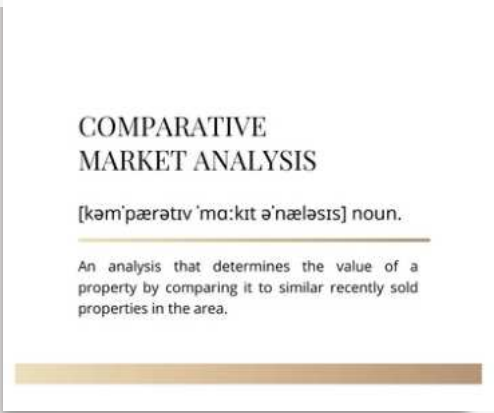 COMPARATIVE
MARKET ANALYSIS
[kəmˈpærətɪv ˈmɑːkɪt əˈnæləsɪs] noun.
An analysis that determines the value of a
property by comparing it to similar recently sold
properties in the area.